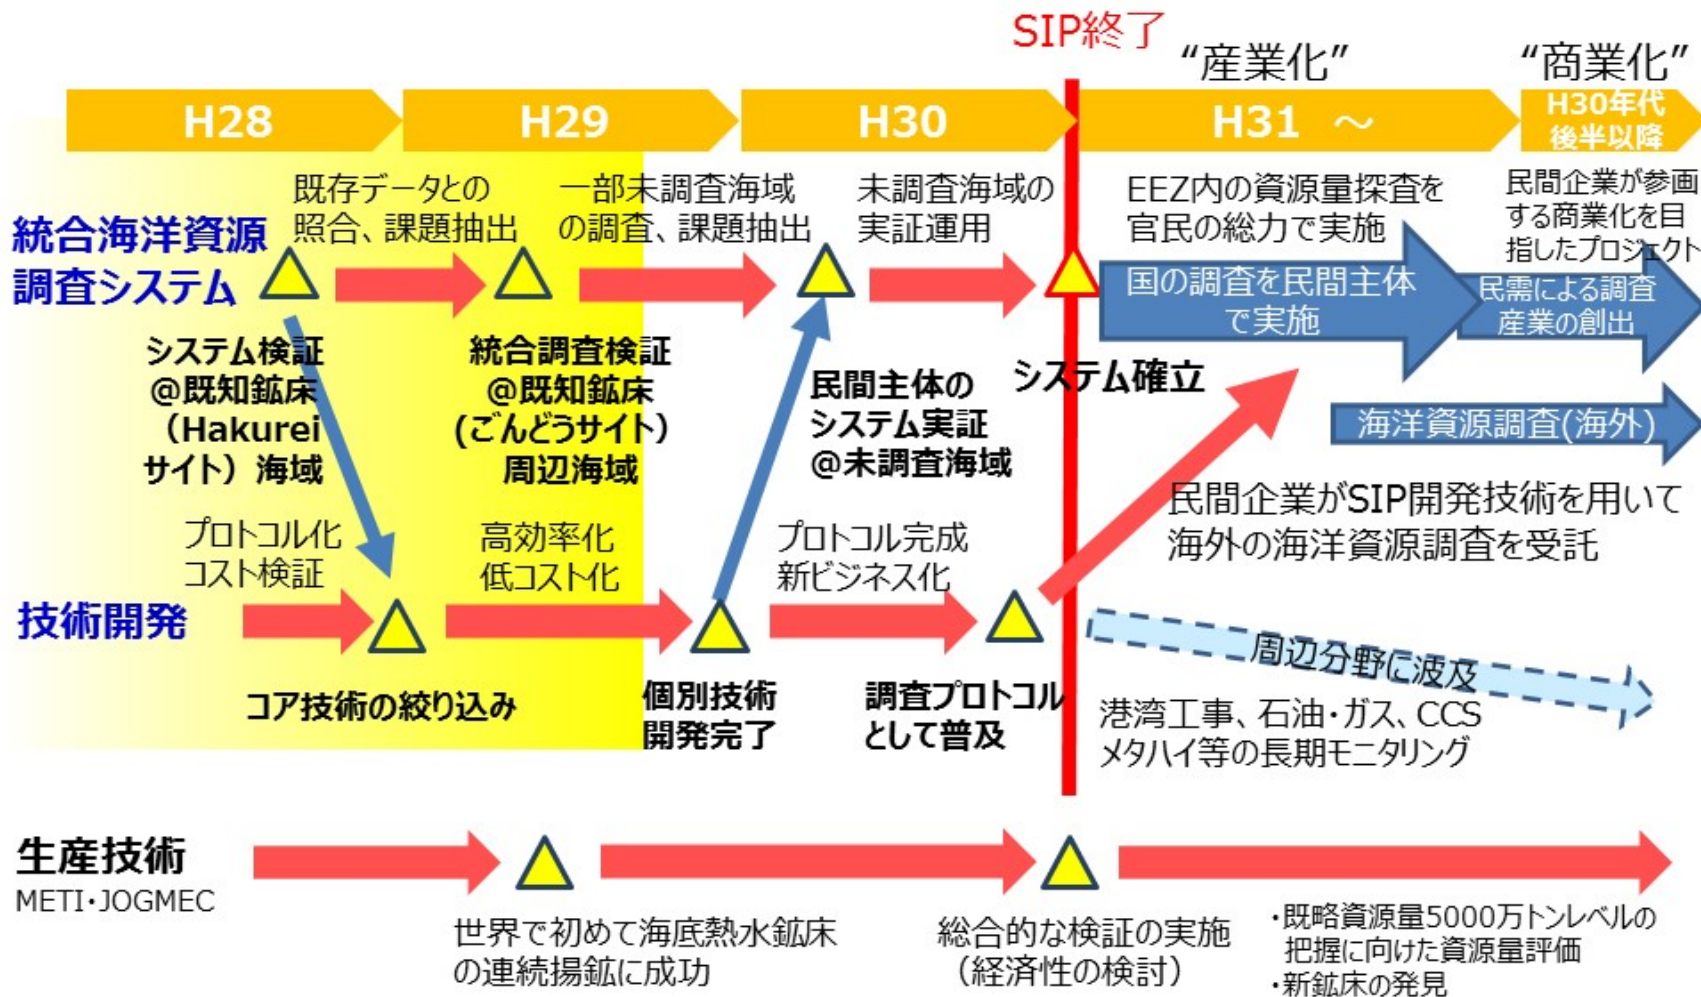 SIP終了
“産業化”
“商業化”
H28
H29
H30
H31 ～
H30年代
後半以降
統合海洋資源
調査システム
既存データとの
照合、課題抽出
一部未調査海域
の調査、課題抽出
未調査海域の
実証運用
EEZ内の資源量探査を
官民の総力で実施
民間企業が参画
する商業化を目
指したプロジェクト
国の調査を民間主体
で実施
民需による調査
産業の創出
システム検証
@既知鉱床
（Hakurei
サイト）海域
統合調査検証
@既知鉱床
(ごんどうサイト）
周辺海域
民間主体の
システム実証
@未調査海域
システム確立
海洋資源調査(海外)
民間企業がSIP開発技術を用いて
海外の海洋資源調査を受託
技術開発
プロトコル化
コスト検証
高効率化
低コスト化
プロトコル完成
新ビジネス化
コア技術の絞り込み
個別技術
開発完了
調査プロトコル
として普及
周辺分野に波及
港湾工事、石油・ガス、CCS
メタハイ等の長期モニタリング
生産技術
METI・JOGMEC
世界で初めて海底熱水鉱床
の連続揚鉱に成功
総合的な検証の実施
（経済性の検討）
・既略資源量5000万トンレベルの
把握に向けた資源量評価
・新鉱床の発見